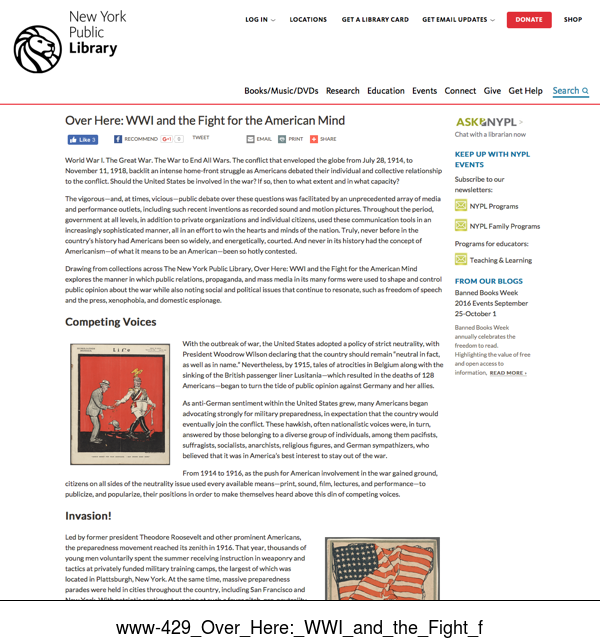 New York
Public
Library
LOG IN
LOCATIONS
GET A LIBRARY CARD
GET EMAIL UPDATES
DONATE
SHOP
Books/Music/DVDs Research Education Events Connect Give Get Help Search
Over Here: WWI and the Fight for the American Mind
Like 3
RECOMMEND
G+1 0
TWEET
EMAIL
PRINT
SHARE
World War I. The Great War. The War to End All Wars. The conflict that enveloped the globe from July 28, 1914, to
November 11, 1918, backlit an intense home-front struggle as Americans debated their individual and collective relationship
to the conflict. Should the United States be involved in the war? If so, then to what extent and in what capacity?
The vigorous—and, at times, vicious—public debate over these questions was facilitated by an unprecedented array of media
and performance outlets, including such recent inventions as recorded sound and motion pictures. Throughout the period,
government at all levels, in addition to private organizations and individual citizens, used these communication tools in an
increasingly sophisticated manner, all in an effort to win the hearts and minds of the nation. Truly, never before in the
country's history had Americans been so widely, and energetically, courted. And never in its history had the concept of
Americanism—of what it means to be an American—been so hotly contested.
Drawing from collections across The New York Public Library, Over Here: WWI and the Fight for the American Mind
explores the manner in which public relations, propaganda, and mass media in its many forms were used to shape and control
public opinion about the war while also noting social and political issues that continue to resonate, such as freedom of speech
and the press, xenophobia, and domestic espionage.
Competing Voices
Life
With the outbreak of war, the United States adopted a policy of strict neutrality, with
President Woodrow Wilson declaring that the country should remain "neutral in fact,
as well as in name." Nevertheless, by 1915, tales of atrocities in Belgium along with the
sinking of the British passenger liner Lusitania—which resulted in the deaths of 128
Americans—began to turn the tide of public opinion against Germany and her allies.
As anti-German sentiment within the United States grew, many Americans began
advocating strongly for military preparedness, in expectation that the country would
eventually join the conflict. These hawkish, often nationalistic voices were, in turn,
answered by those belonging to a diverse group of individuals, among them pacifists,
suffragists, socialists, anarchists, religious figures, and German sympathizers, who
believed that it was in America's best interest to stay out of the war.
From 1914 to 1916, as the push for American involvement in the war gained ground,
citizens on all sides of the neutrality issue used every available means—print, sound, film, lectures, and performance—to
publicize, and popularize, their positions in order to make themselves heard above this din of competing voices.
Invasion!
Led by former president Theodore Roosevelt and other prominent Americans,
the preparedness movement reached its zenith in 1916. That year, thousands of
young men voluntarily spent the summer receiving instruction in weaponry and
tactics at privately funded military training camps, the largest of which was
located in Plattsburgh, New York. At the same time, massive preparedness
parades were held in cities throughout the country, including San Francisco and
ASK NYPL >
Chat with a librarian now
KEEP UP WITH NYPL
EVENTS
Subscribe to our
newsletters:
NYPL Programs
NYPL Family Programs
Programs for educators:
Teaching & Learning
FROM OUR BLOGS
Banned Books Week
2016 Events September
25-October 1
Banned Books Week
annually celebrates the
freedom to read.
Highlighting the value of free
and open access to
information, READ MORE ›
www-429_Over_Here:_WWI_and_the_Fight_f